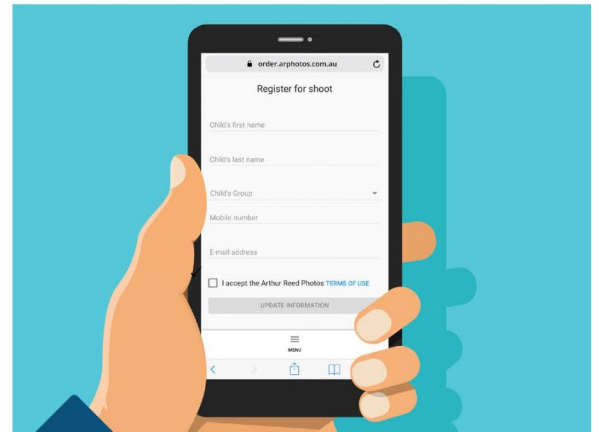 order.arphotos.com.au
Register for shoot
Child's first name
Child's last name
Child's Group
Mobile number
E-mail address
I accept the Arthur Reed Photos TERMS OF USE
UPDATE INFORMATION
MENU